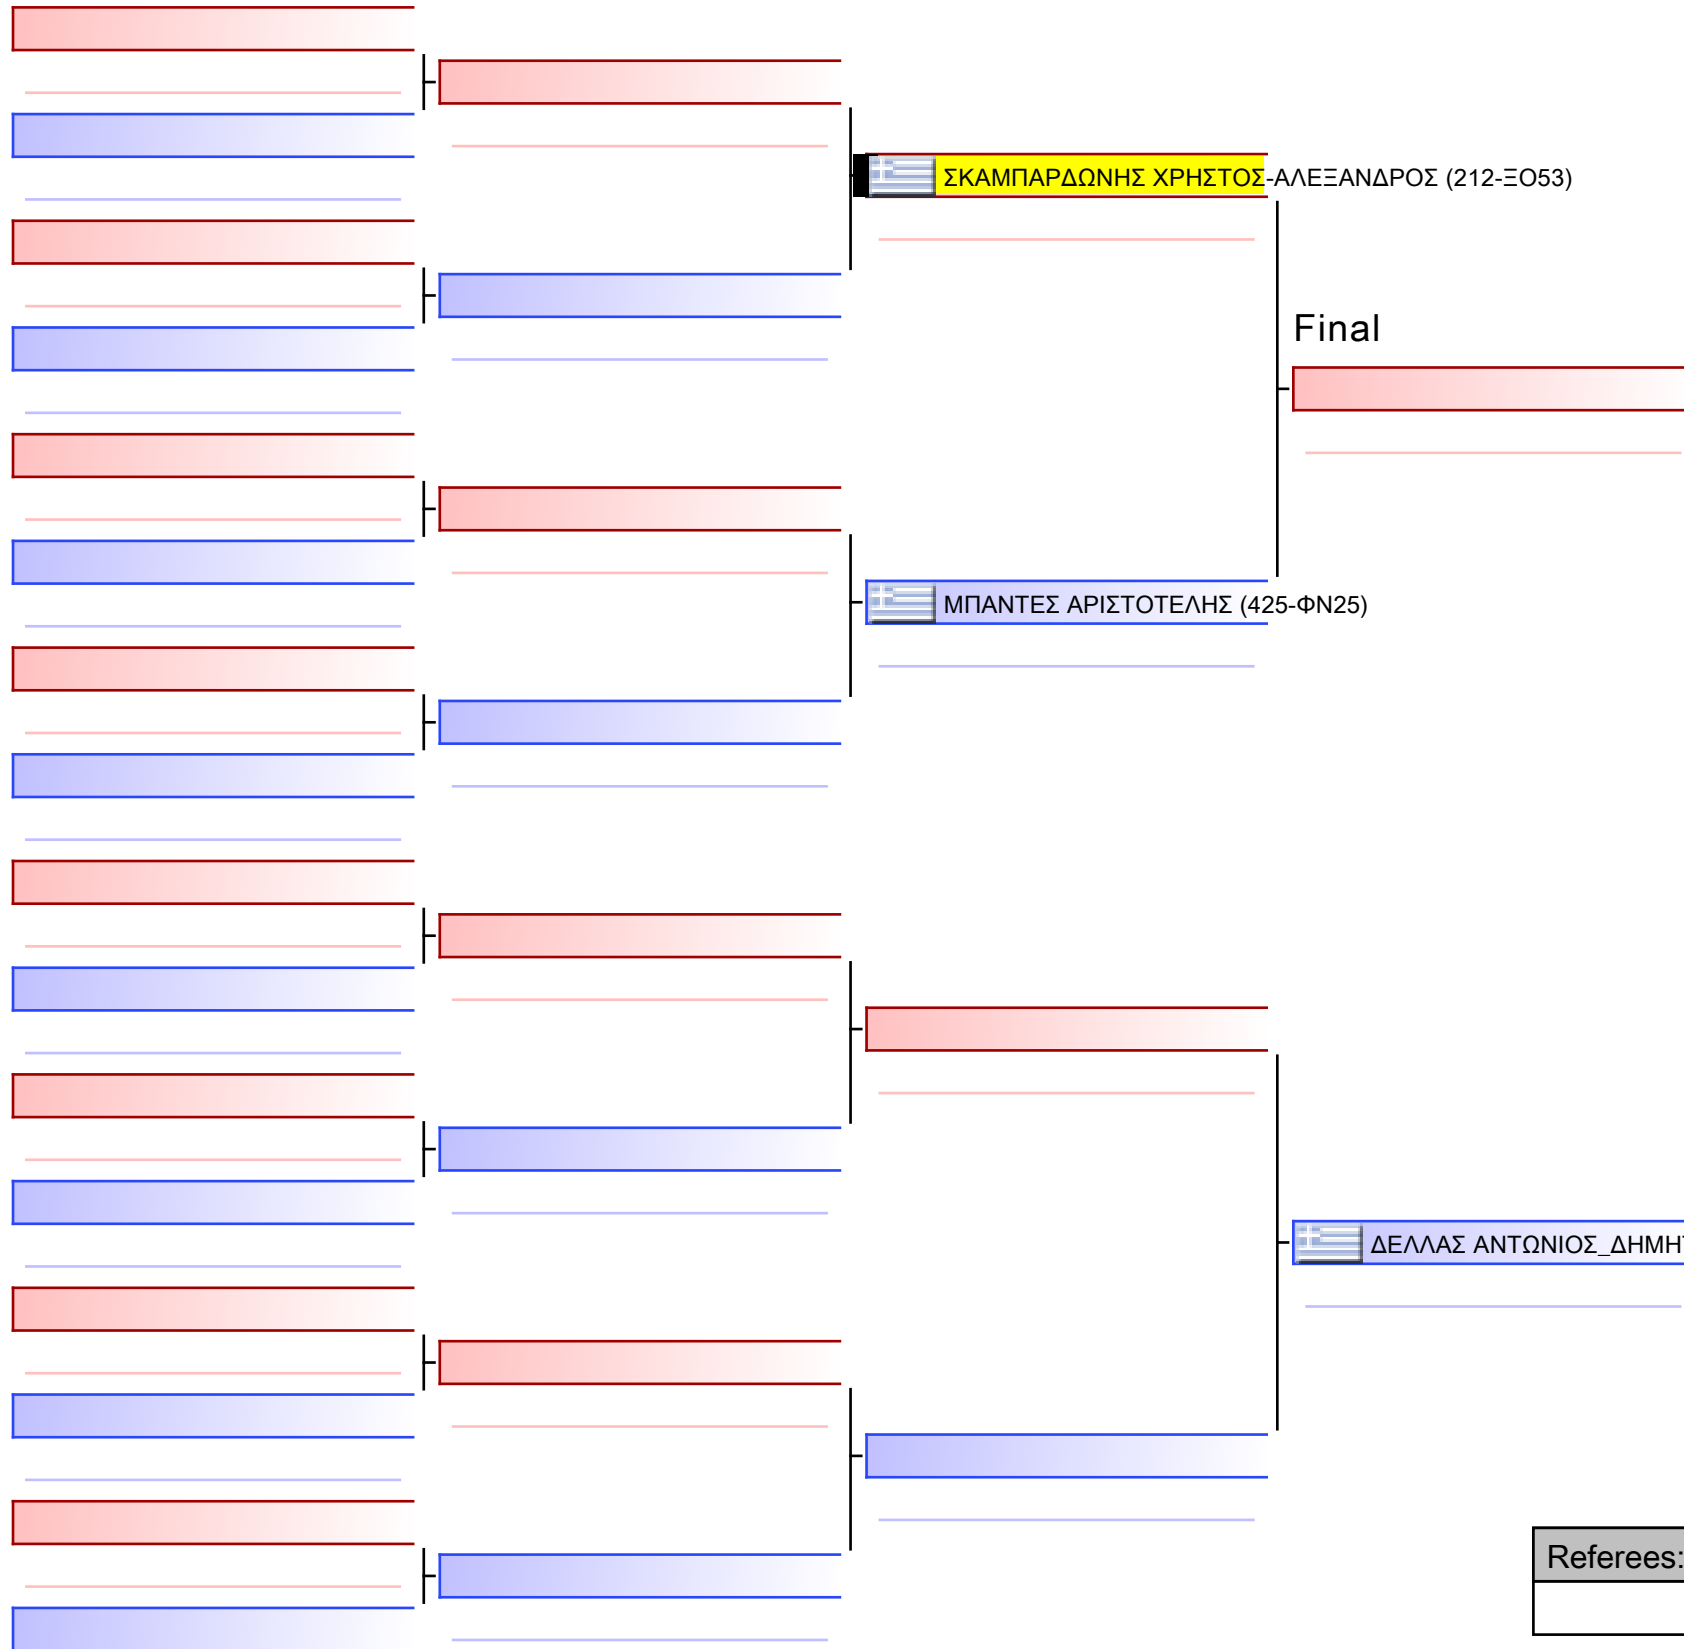 ΣΚΑΜΠΑΡΔΩΝΗΣ ΧΡΗΣΤΟΣ-ΑΛΕΞΑΝΔΡΟΣ (212-ΞΟ53)
Final
ΜΠΑΝΤΕΣ ΑΡΙΣΤΟΤΕΛΗΣ (425-ΦΝ25)
ΔΕΛΛΑΣ ΑΝΤΩΝΙΟΣ_ΔΗΜΗ
Referees: